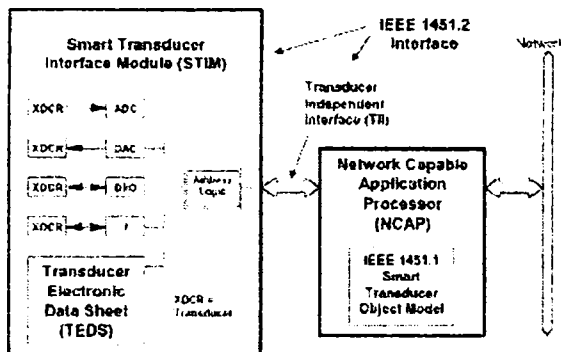 Smart Transducer
Interface Module (STIM)
XDCR
ADC
XDCR
DAC
XDCR
DI/O
XDCR
?
Address
Logic
Transducer
Electronic
Data Sheet
(TEDS)
XDCR =
Transducer
IEEE 1451.2
Interface
Transducer
Independent
Interface (TII)
Network
Network Capable
Application
Processor
(NCAP)
IEEE 1451.1
Smart
Transducer
Object Model